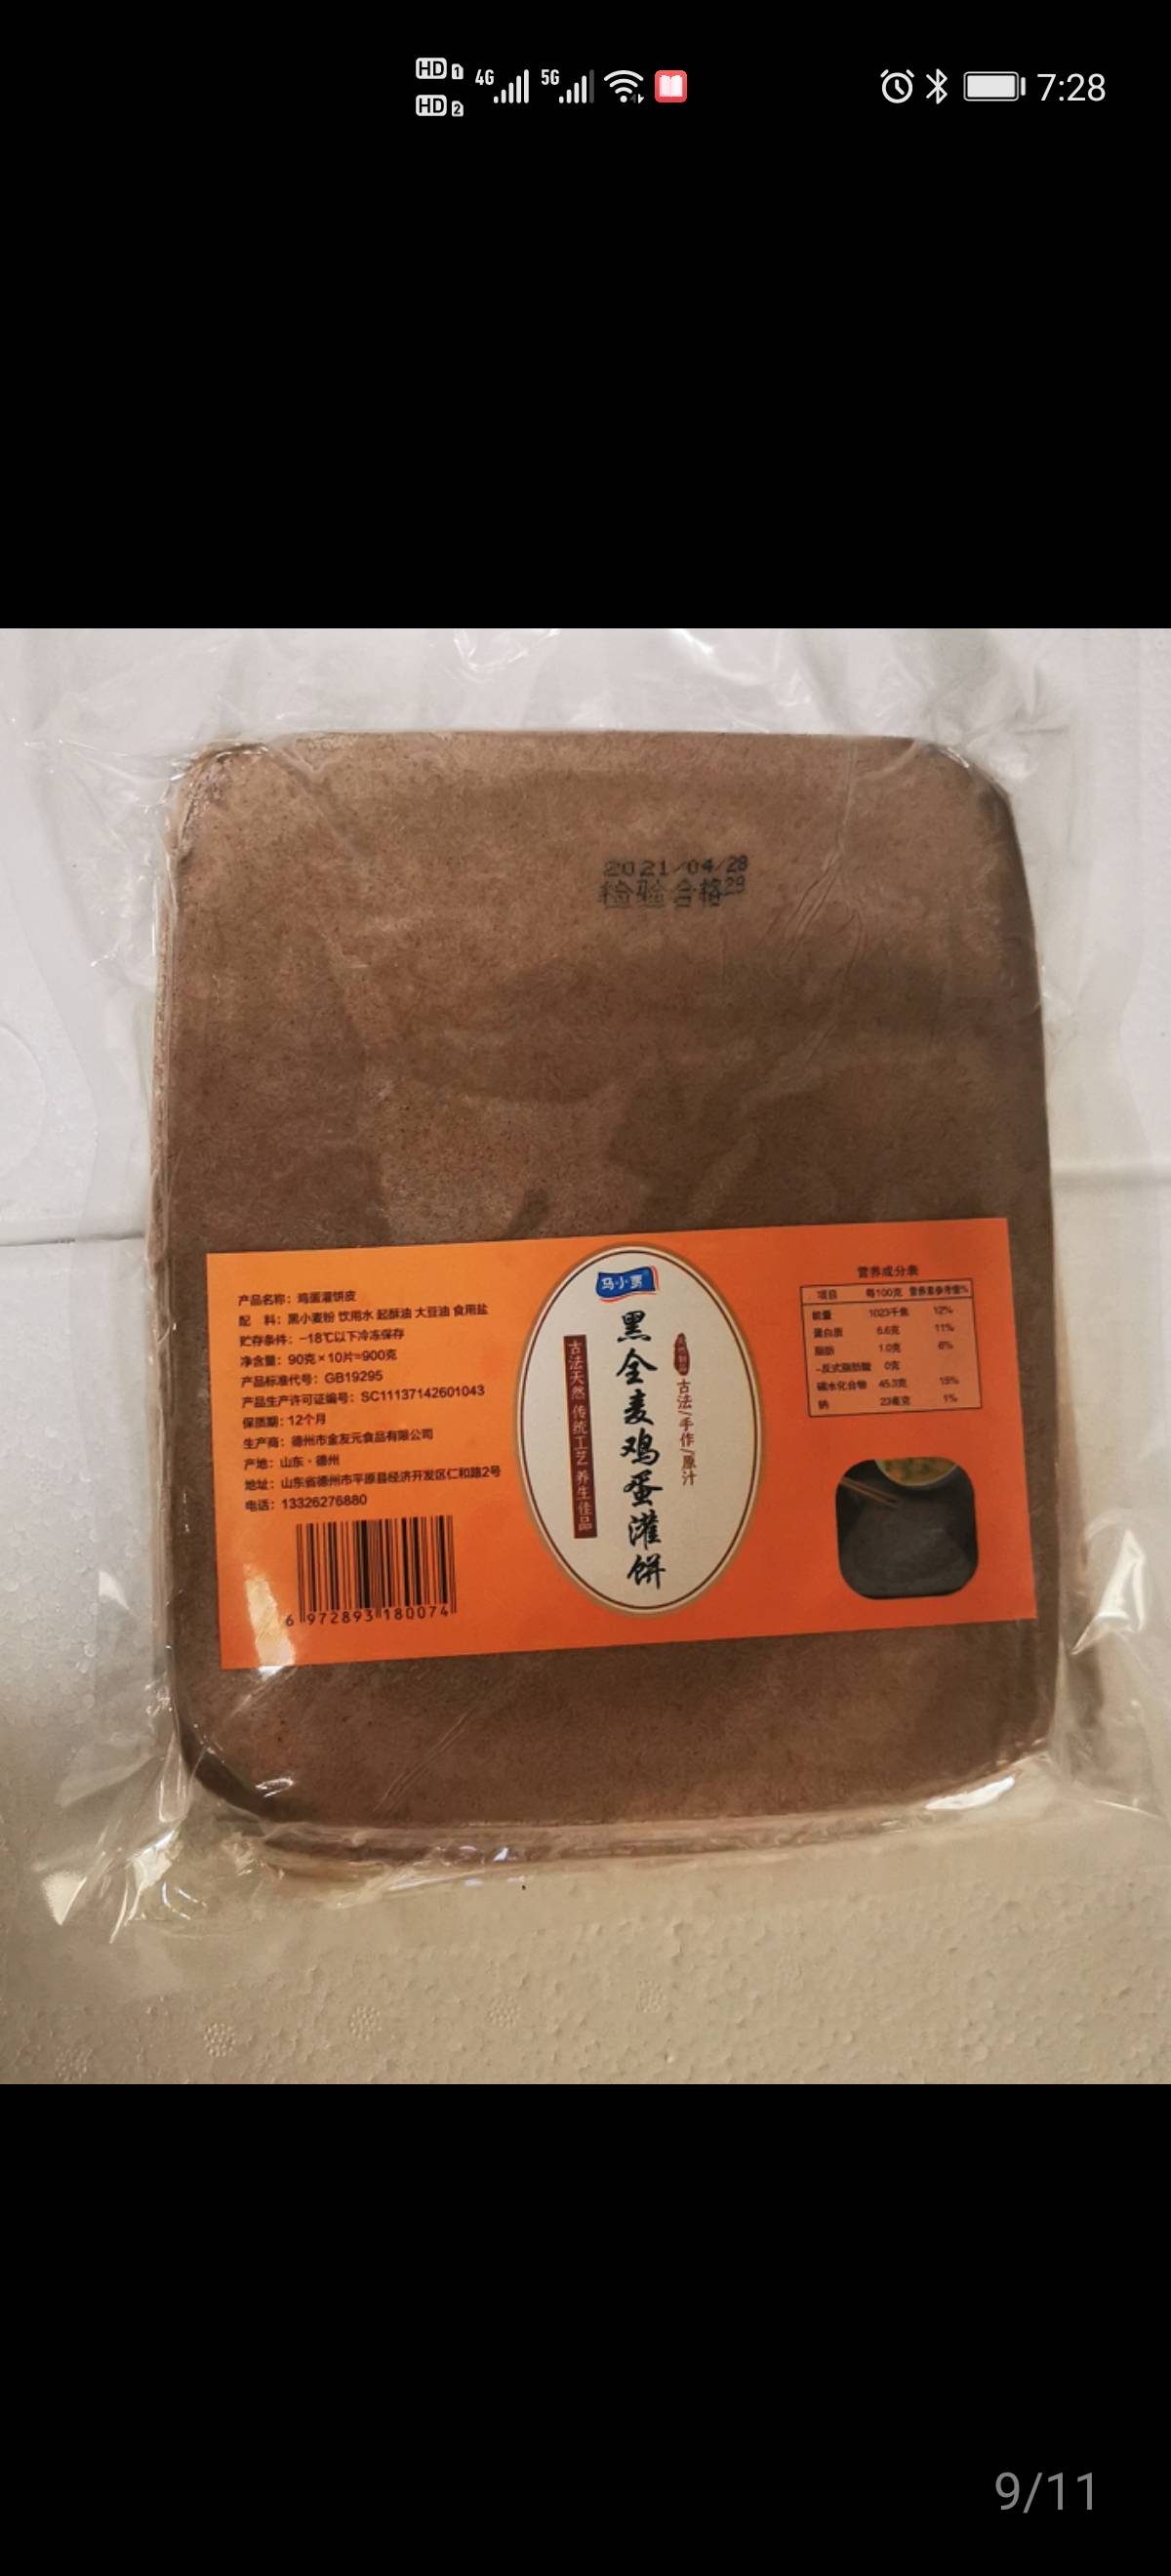 HD 1 4G 5G 7:28
HD 2
2021/04/28
检验合格29
产品名称：鸡蛋灌饼皮
配 料：黑小麦粉 饮用水 起酥油 大豆油 食用盐
贮存条件：-18℃以下冷冻保存
净含量：90克×10片=900克
产品标准代号：GB19295
产品生产许可证编号：SC11137142601043
保质期：12个月
生产商：德州市金友元食品有限公司
产地：山东·德州
地址：山东省德州市平原县经济开发区仁和路2号
电话：13326276880
6 972893 180074
马小勇
黑全麦鸡蛋灌饼
古法/手作/原汁
古法天然 传统工艺 养生佳品
营养成分表
项目 每100克 营养素参考值%
能量 1023千焦 12%
蛋白质 6.6克 11%
脂肪 1.0克 6%
-反式脂肪酸 0克
碳水化合物 45.3克 15%
钠 23毫克 1%
9/11